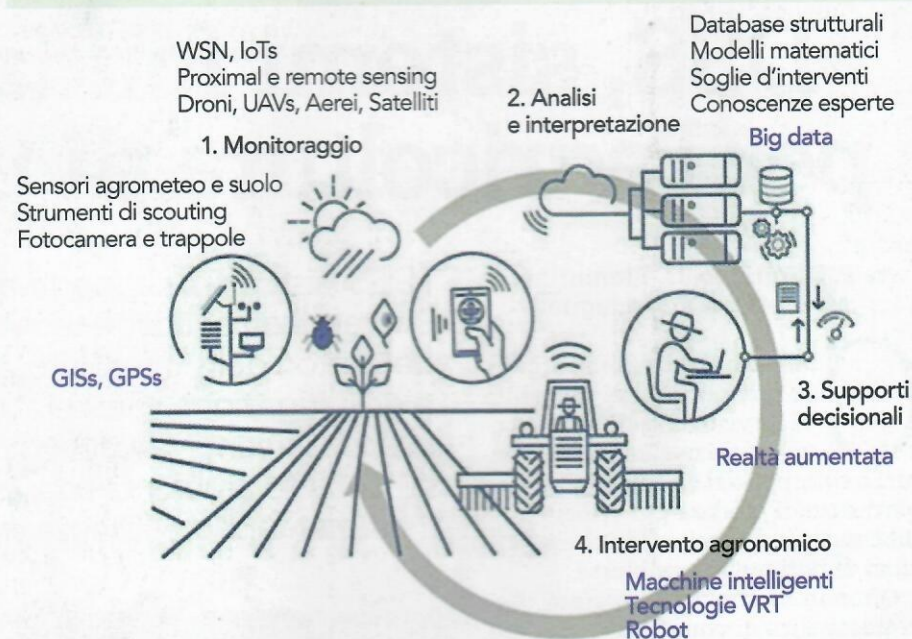 WSN, IoTs
Proximal e remote sensing
Droni, UAVs, Aerei, Satelliti
1. Monitoraggio
Sensori agrometeo e suolo
Strumenti di scouting
Fotocamera e trappole
GISs, GPSs
2. Analisi
e interpretazione
Database strutturali
Modelli matematici
Soglie d'interventi
Conoscenze esperte
Big data
3. Supporti
decisionali
Realtà aumentata
4. Intervento agronomico
Macchine intelligenti
Tecnologie VRT
Robot